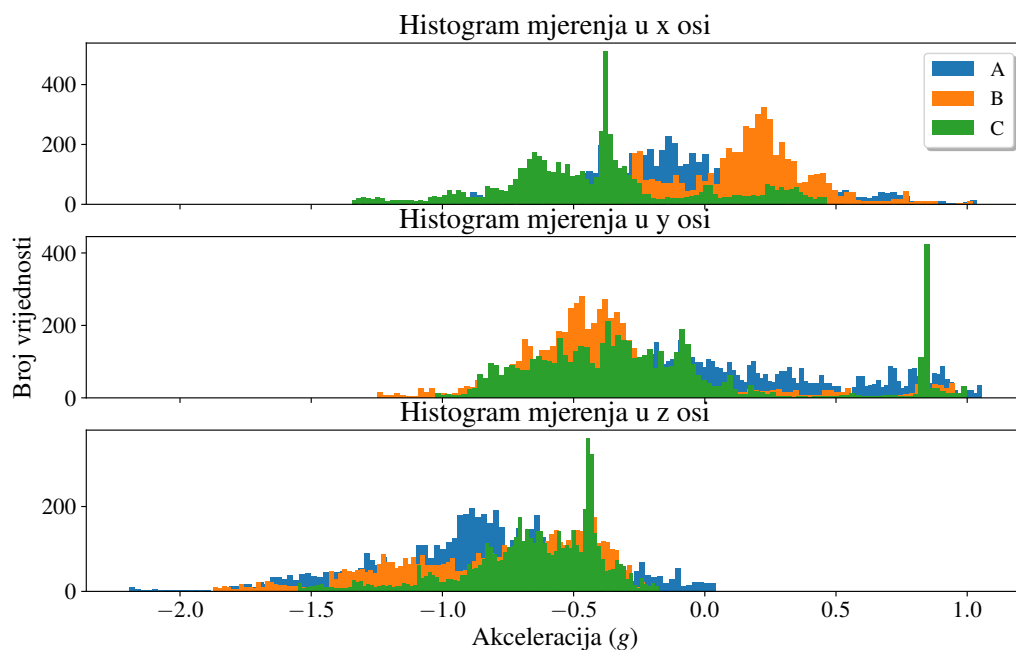 Histogram mjerenja u x osi
400
200
0
A
B
C
Histogram mjerenja u y osi
400
200
0
Broj vrijednosti
Histogram mjerenja u z osi
200
0
−2.0 −1.5 −1.0 −0.5 0.0 0.5 1.0
Akceleracija (g)